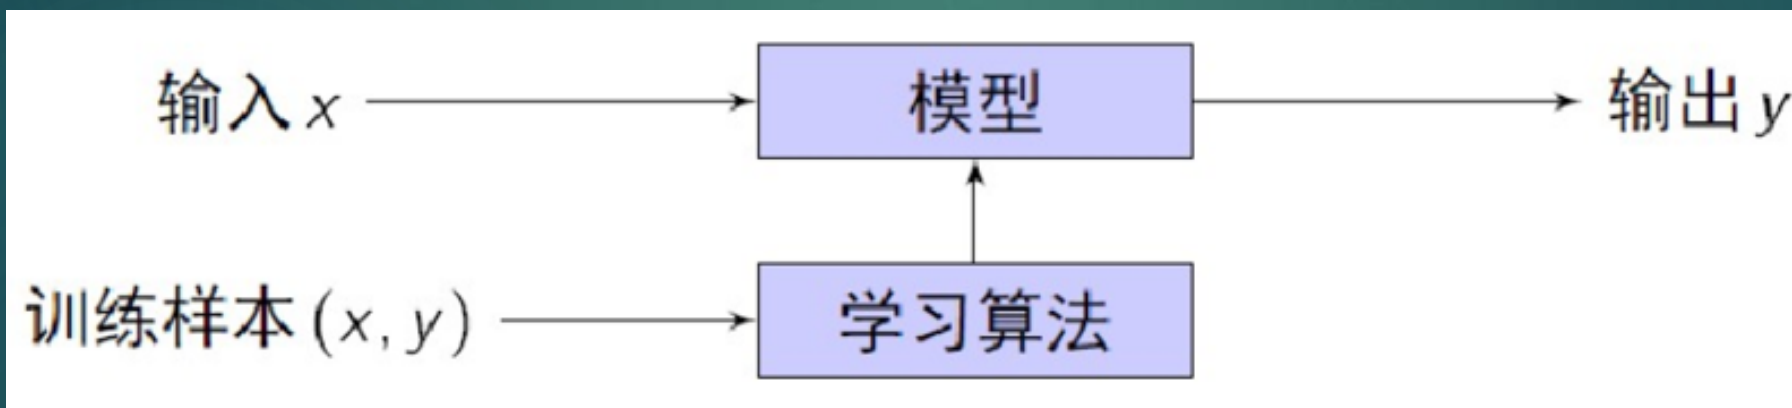 输入 x
模型
输出 y
训练样本 (x, y)
学习算法